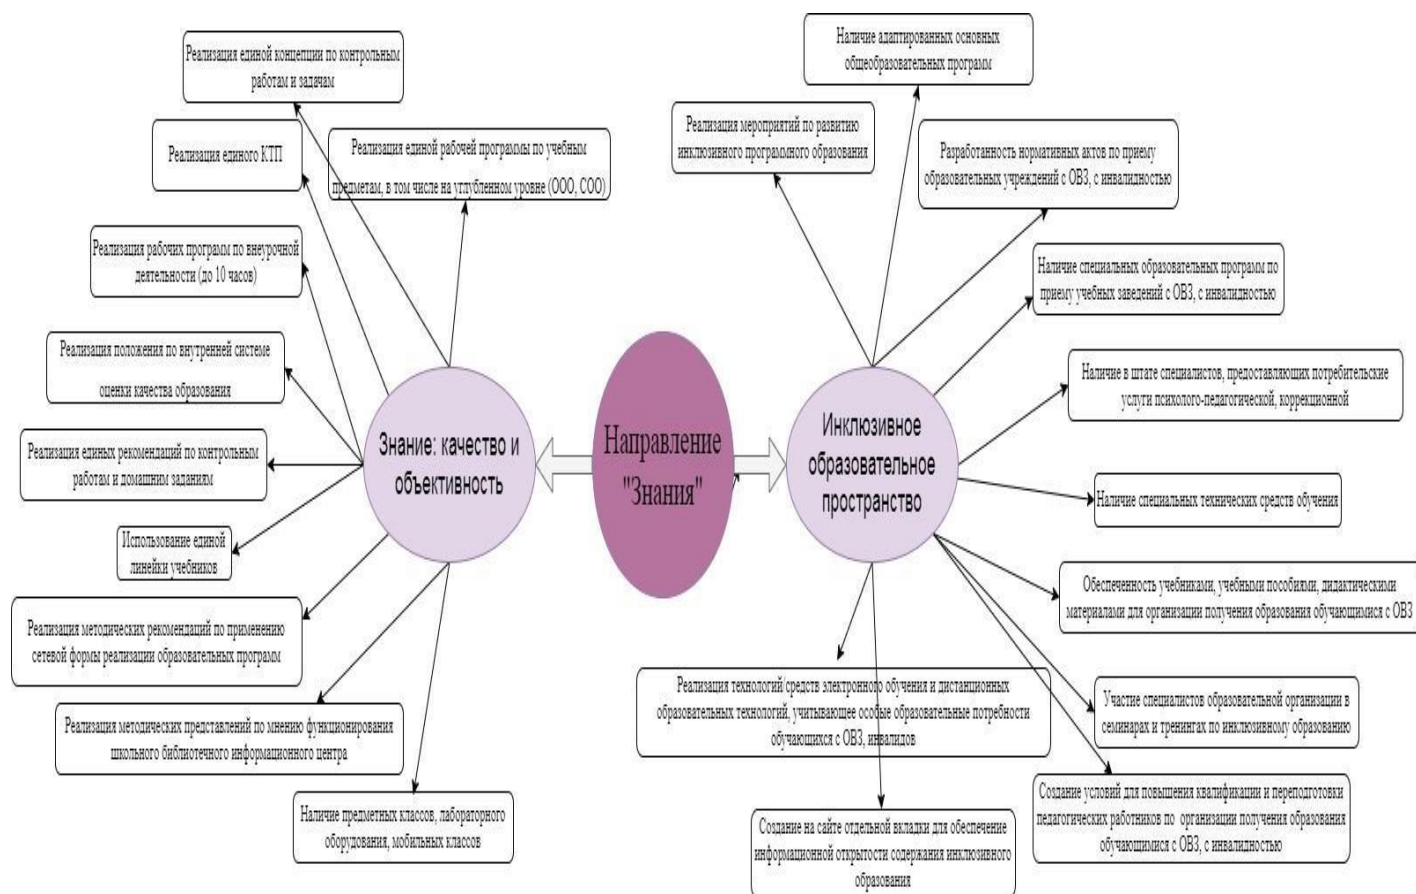 Реализация единой концепции по контрольным
работам и задачам
Реализация единого КТП
Реализация единой рабочей программы по учебным
предметам, в том числе на углубленном уровне (ООО, СОО)
Реализация рабочих программ по внеурочной
деятельности (до 10 часов)
Реализация положения по внутренней системе
оценки качества образования
Реализация единых рекомендаций по контрольным
работам и домашним заданиям
Использование единой
линейки учебников
Реализация методических рекомендаций по применению
сетевой формы реализации образовательных программ
Реализация методических представлений по мнению функционирования
школьного библиотечного информационного центра
Наличие предметных классов, лабораторного
оборудования, мобильных классов
Знание: качество и
объективность
Направление
"Знания"
Инклюзивное
образовательное
пространство
Наличие адаптированных основных
общеобразовательных программ
Реализация мероприятий по развитию
инклюзивного программного образования
Разработанность нормативных актов по приему
образовательных учреждений с ОВЗ, с инвалидностью
Наличие специальных образовательных программ по
приему учебных заведений с ОВЗ, с инвалидностью
Наличие в штате специалистов, предоставляющих потребительские
услуги психолого-педагогической, коррекционной
Наличие специальных технических средств обучения
Обеспеченность учебниками, учебными пособиями, дидактическими
материалами для организации получения образования обучающимися с ОВЗ
Участие специалистов образовательной организации в
семинарах и тренингах по инклюзивному образованию
Создание условий для повышения квалификации и переподготовки
педагогических работников по организации получения образования
обучающимися с ОВЗ, с инвалидностью
Реализация технологий/средств электронного обучения и дистанционных
образовательных технологий, учитывающее особые образовательные потребности
обучающихся с ОВЗ, инвалидов
Создание на сайте отдельной вкладки для обеспечение
информационной открытости содержания инклюзивного
образования